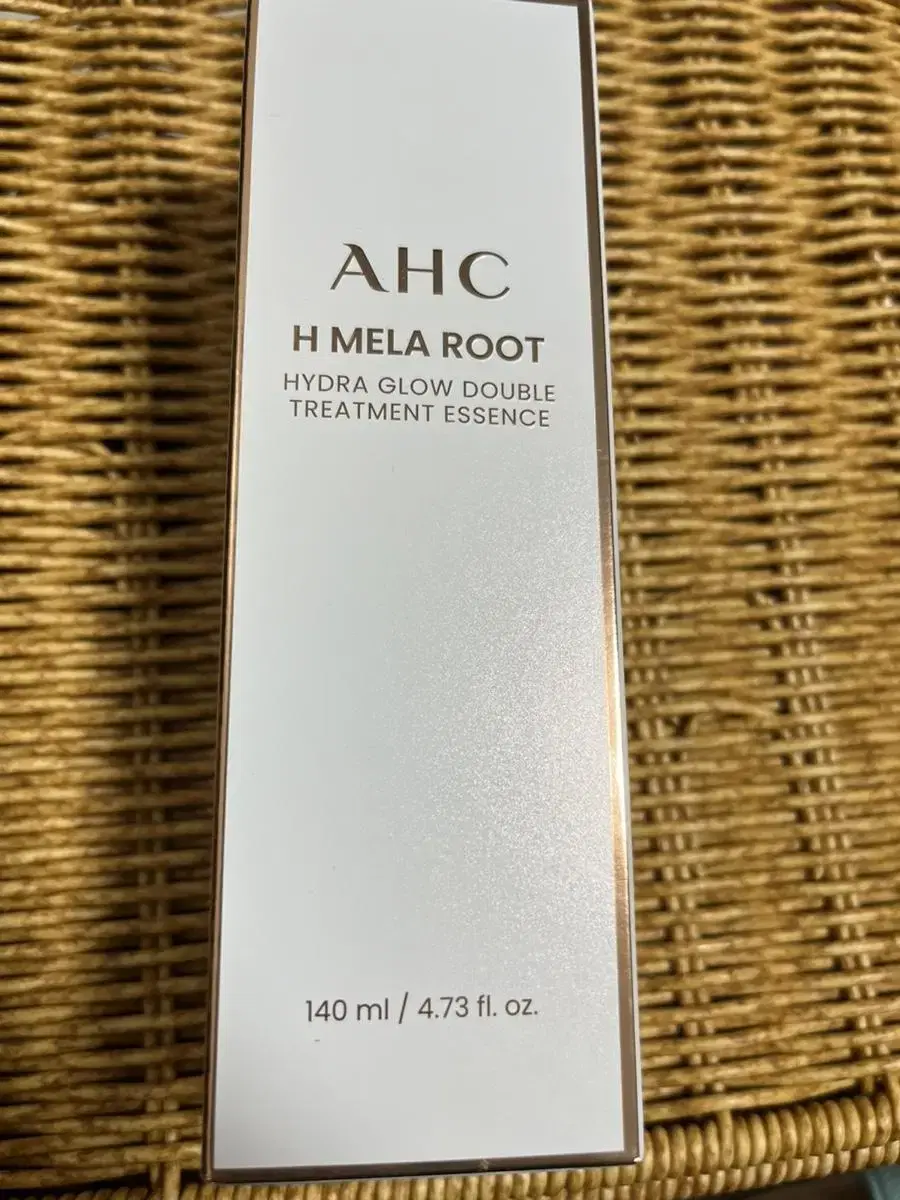 AHC
H MELA ROOT
HYDRA GLOW DOUBLE
TREATMENT ESSENCE
140 ml / 4.73 fl. oz.